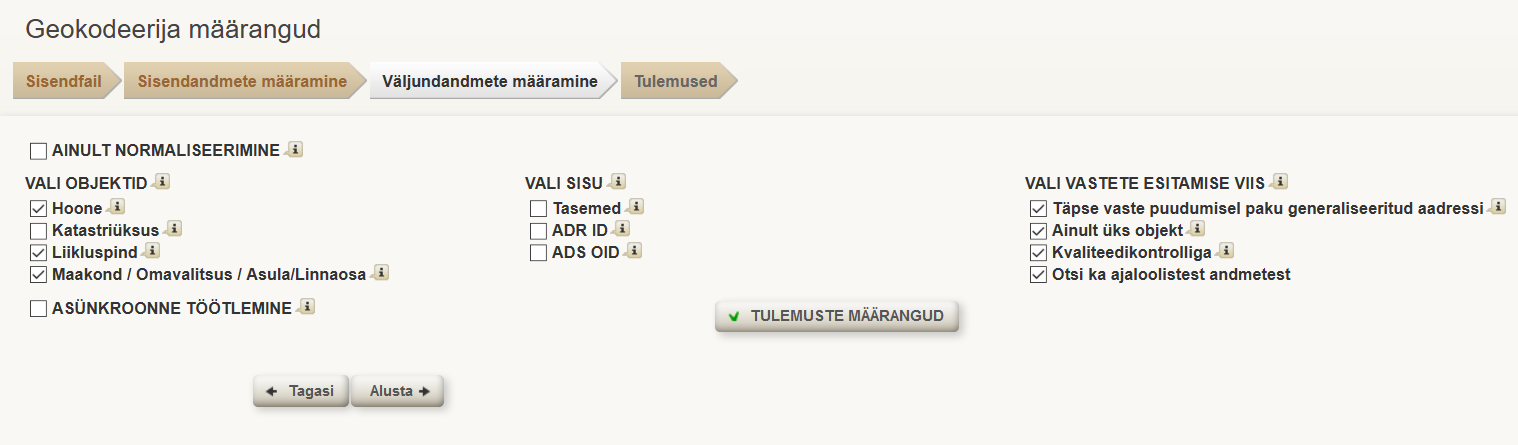 Geokodeerija määrangud
Sisendfail Sisendandmete määramine Väljundandmete määramine Tulemused
AINULT NORMALISEERIMINE
VALI OBJEKTID
Hoone
Katastriüksus
Liikluspind
Maakond / Omavalitsus / Asula/Linnaosa
ASÜNKROONNE TÖÖTLEMINE
VALI SISU
Tasemed
ADR ID
ADS OID
VALI VASTETE ESITAMISE VIIS
Täpse vaste puudumisel paku generaliseeritud aadressi
Ainult üks objekt
Kvaliteedikontrolliga
Otsi ka ajaloolistest andmetest
TULEMUSTE MÄÄRANGUD
Tagasi Alusta